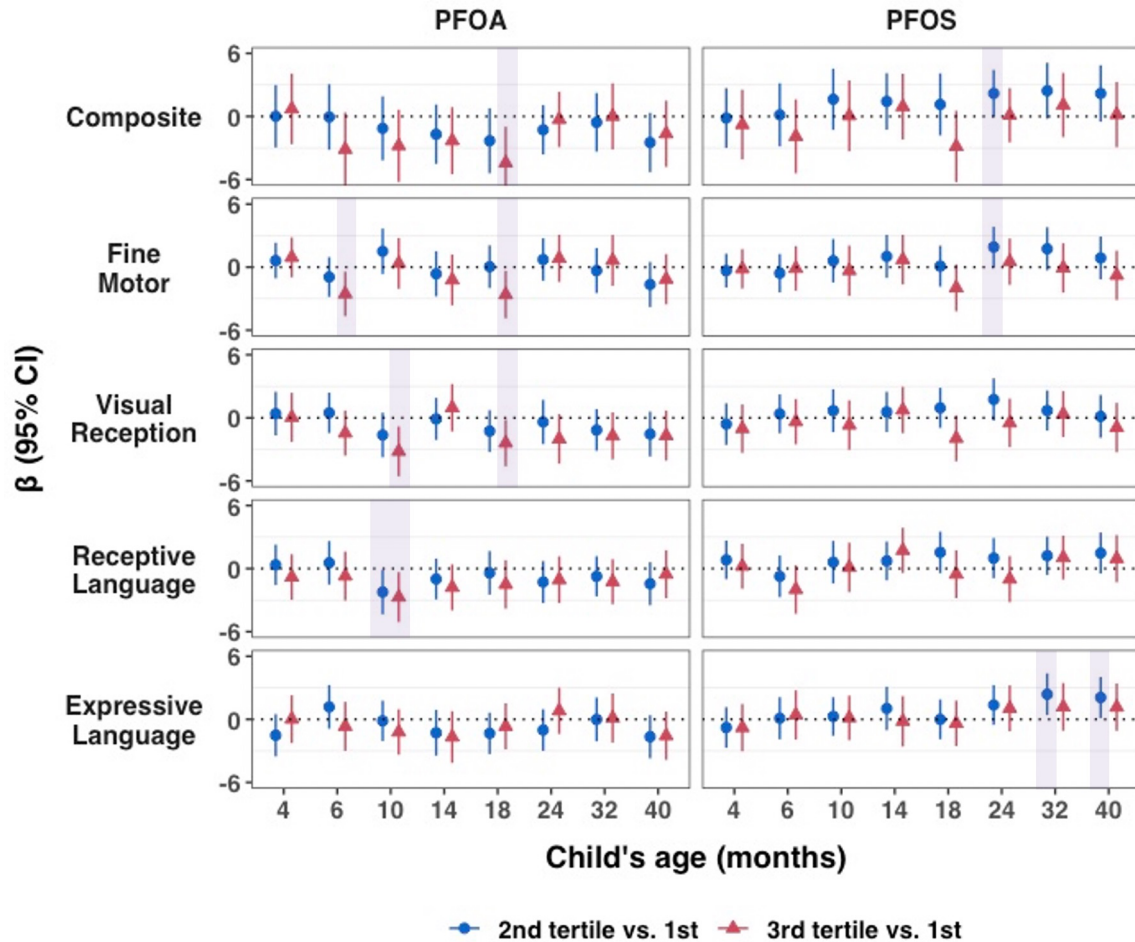 PFOA PFOS
6
Composite 0
-6
6
Fine
Motor 0
-6
6
Visual
Reception 0
-6
6
Receptive
Language 0
-6
6
Expressive
Language 0
-6
β (95% CI)
4 6 10 14 18 24 32 40 4 6 10 14 18 24 32 40
Child's age (months)
2nd tertile vs. 1st 3rd tertile vs. 1st